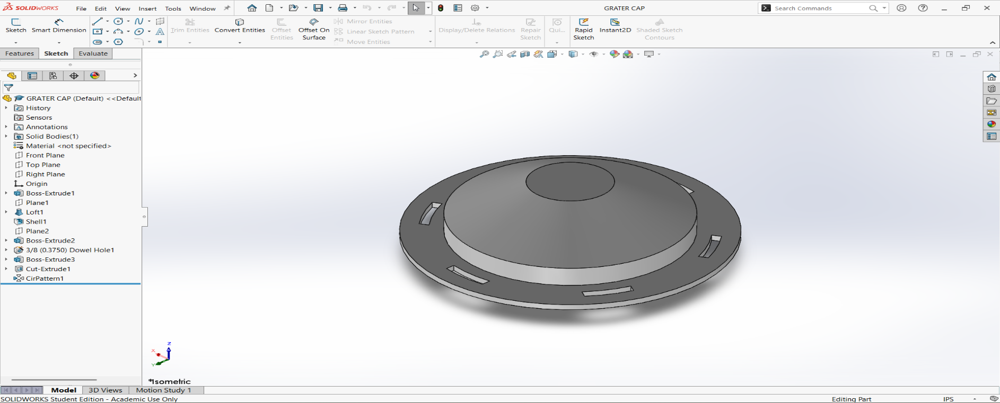 SOLIDWORKS File Edit View Insert Tools Window GRATER CAP Search Commands
Sketch Smart Dimension Trim Entities Convert Entities Offset Entities Offset On Surface Mirror Entities Linear Sketch Pattern Move Entities Display/Delete Relations Repair Sketch Qui... Rapid Sketch Instant2D Shaded Sketch Contours
Features Sketch Evaluate
GRATER CAP (Default) <<Default
History
Sensors
Annotations
Solid Bodies(1)
Material <not specified>
Front Plane
Top Plane
Right Plane
Origin
Boss-Extrude1
Plane1
Loft1
Shell1
Plane2
Boss-Extrude2
3/8 (0.3750) Dowel Hole1
Boss-Extrude3
Cut-Extrude1
CirPattern1
Z
X
Y
*Isometric
Model 3D Views Motion Study 1
SOLIDWORKS Student Edition - Academic Use Only Editing Part IPS